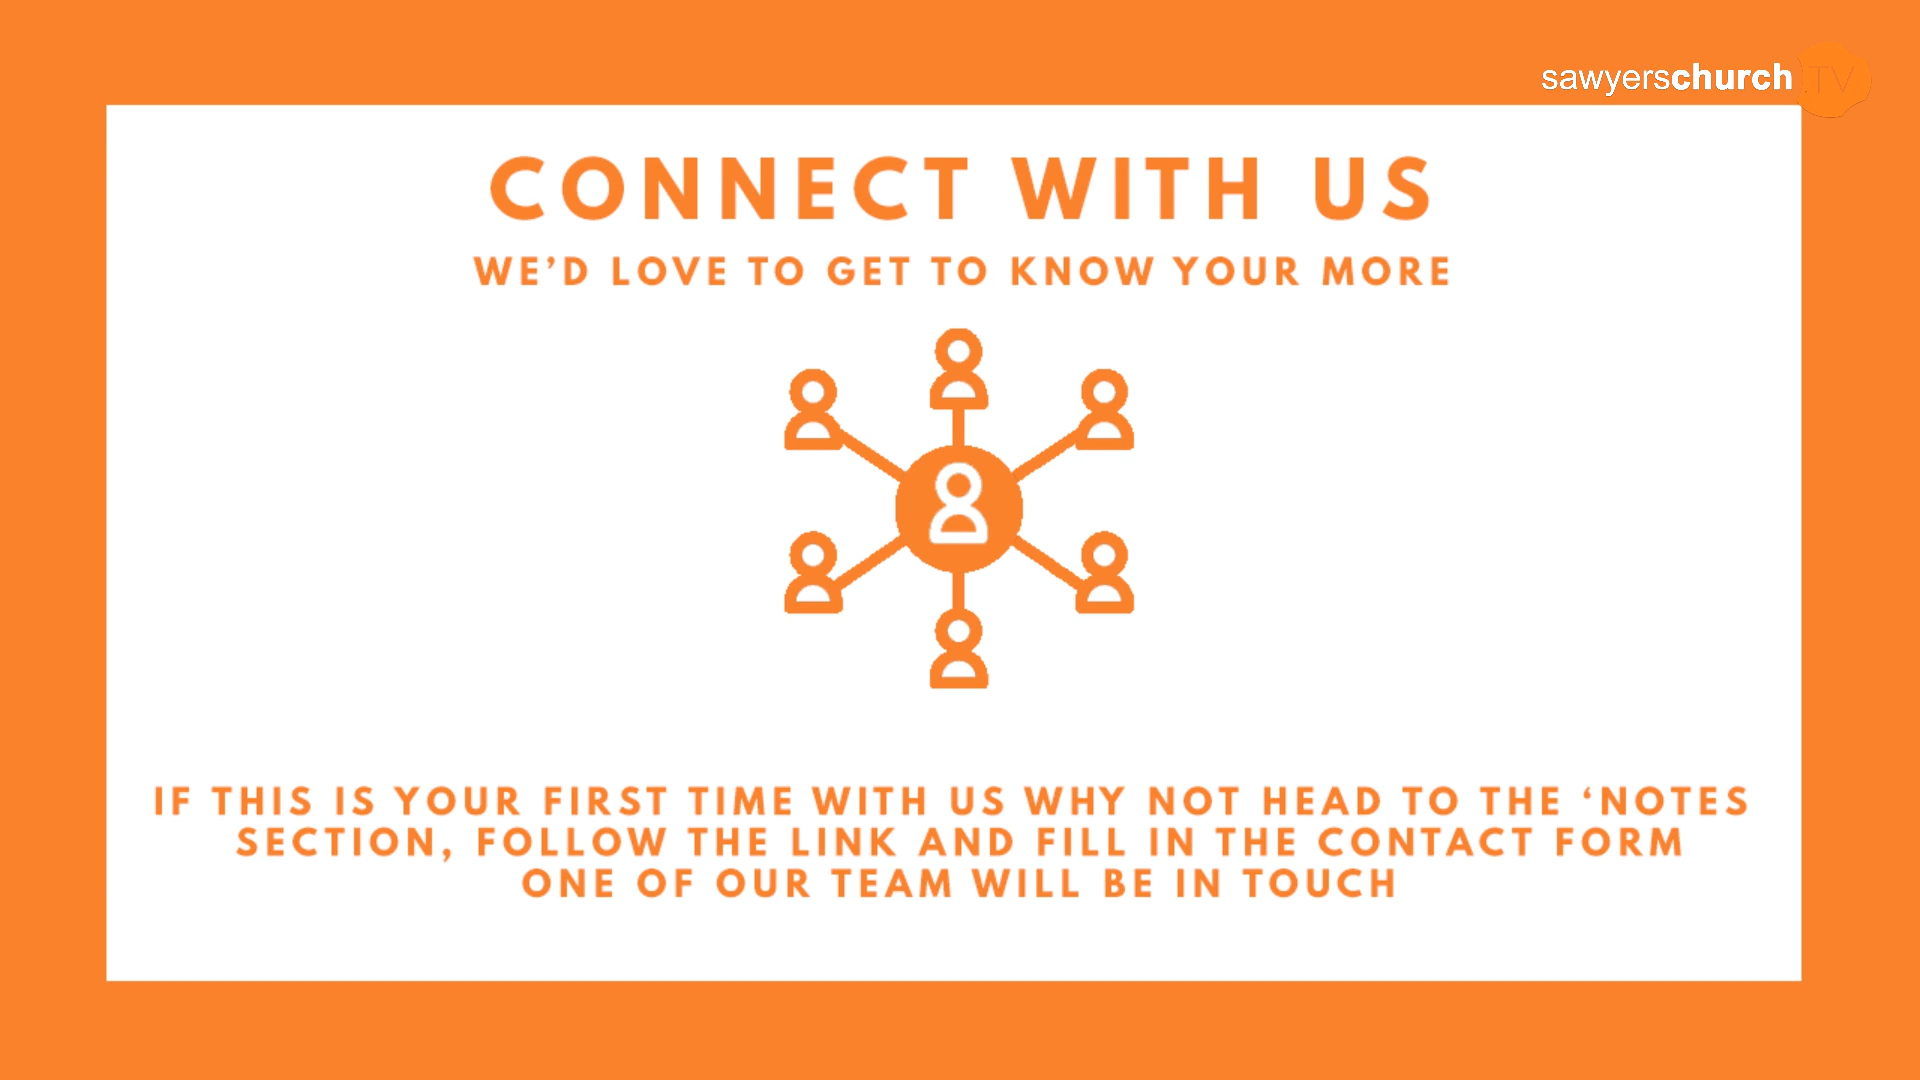 sawyerschurch TV
CONNECT WITH US
WE’D LOVE TO GET TO KNOW YOUR MORE
IF THIS IS YOUR FIRST TIME WITH US WHY NOT HEAD TO THE ‘NOTES
SECTION, FOLLOW THE LINK AND FILL IN THE CONTACT FORM
ONE OF OUR TEAM WILL BE IN TOUCH